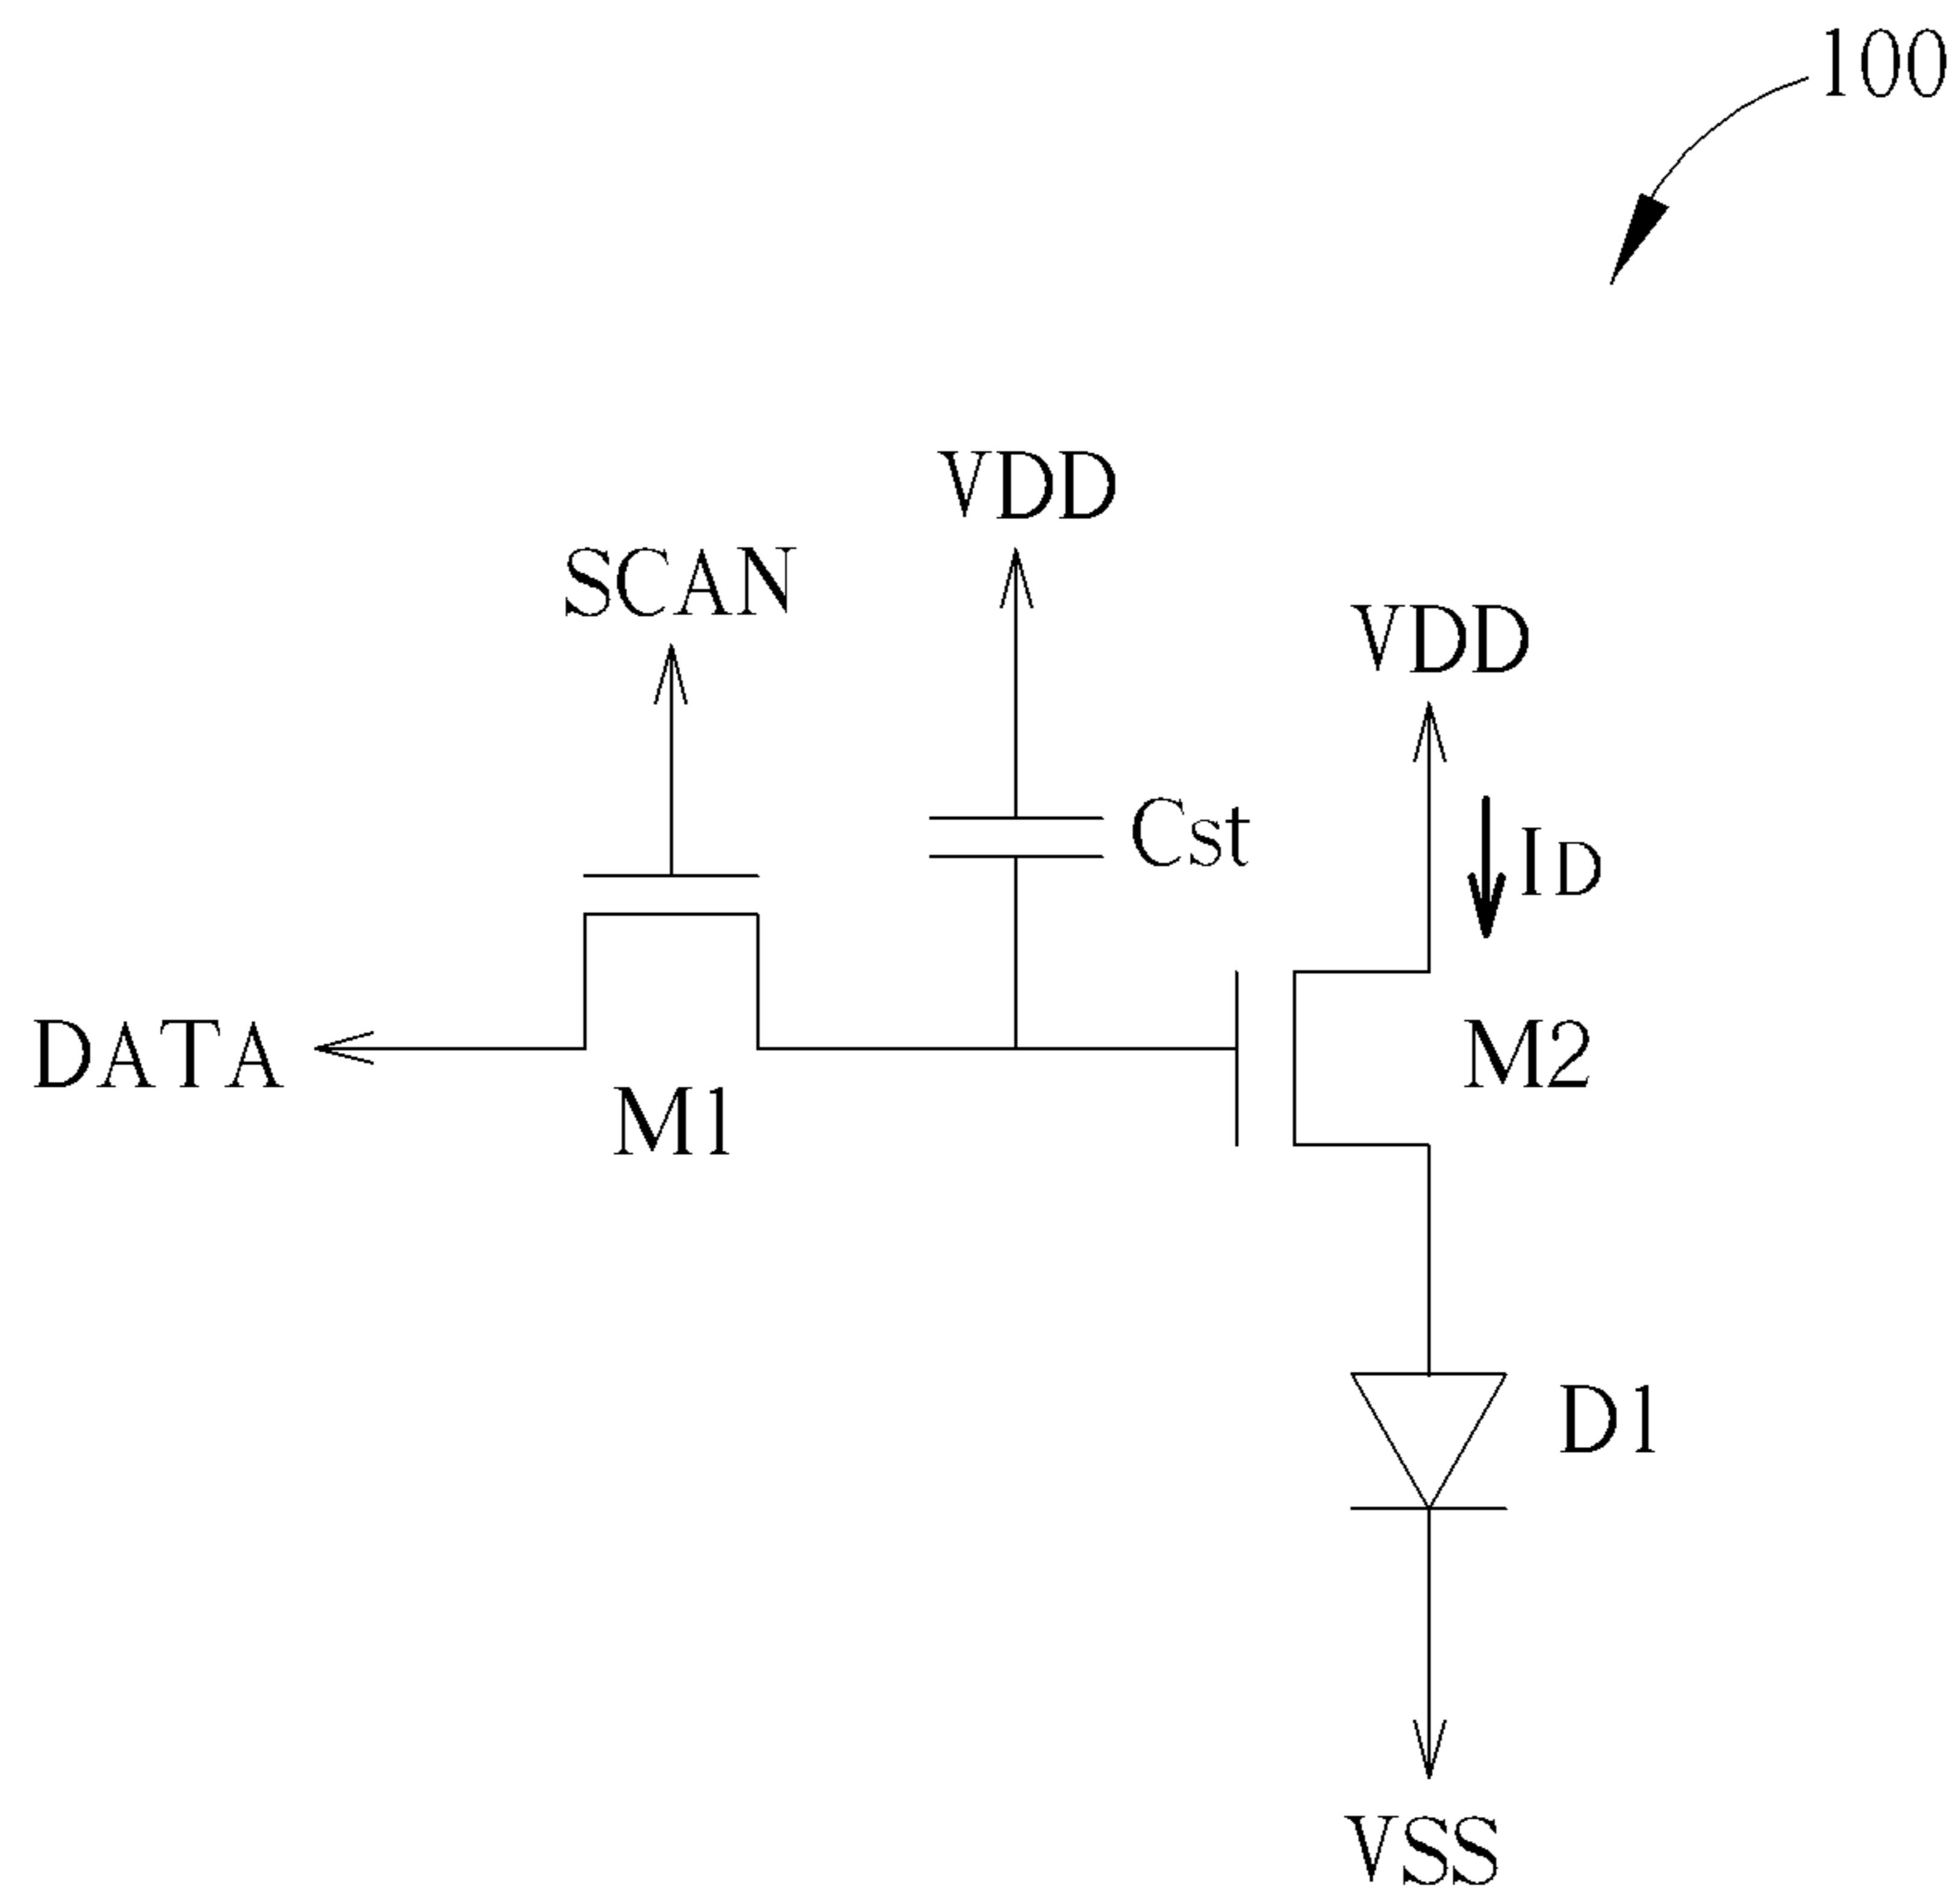 100
VDD
SCAN
VDD
Cst
ID
DATA
M2
M1
D1
VSS